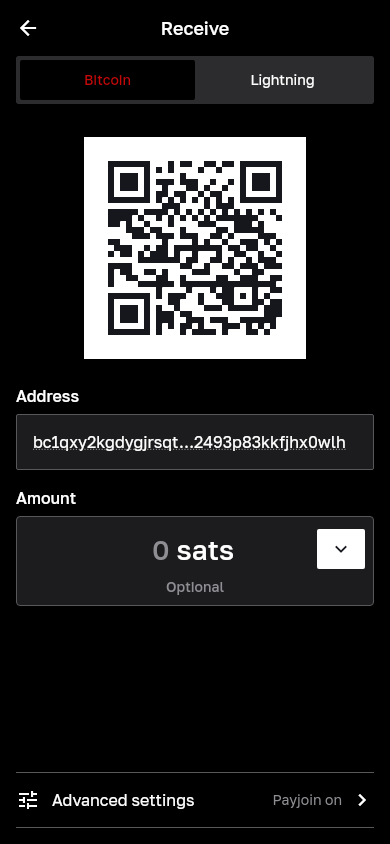 Receive
Bitcoin
Lightning
Address
bc1qxy2kgdygjrsqt...2493p83kkfjhx0wlh
Amount
0 sats
Optional
Advanced settings
Payjoin on